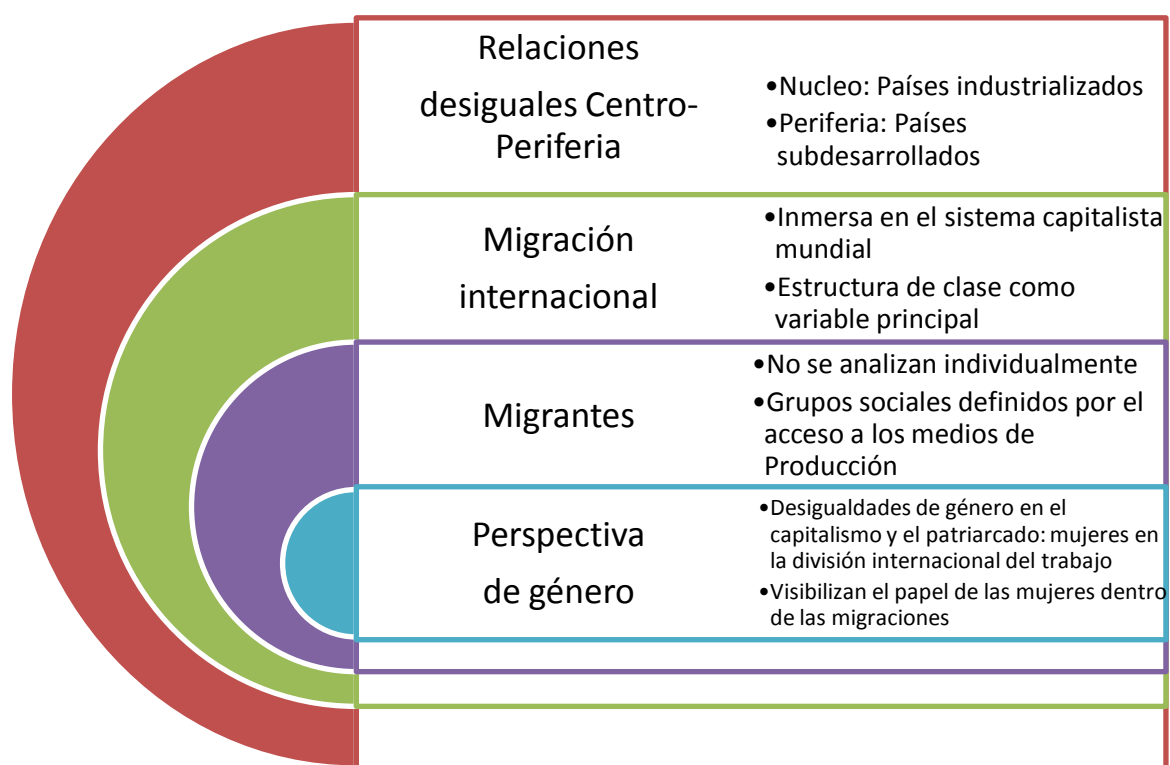 Relaciones
desiguales Centro-
Periferia
•Nucleo: Países industrializados
•Periferia: Países
subdesarrollados
Migración
internacional
•Inmersa en el sistema capitalista
mundial
•Estructura de clase como
variable principal
Migrantes
•No se analizan individualmente
•Grupos sociales definidos por el
acceso a los medios de
Producción
Perspectiva
de género
•Desigualdades de género en el
capitalismo y el patriarcado: mujeres en
la división internacional del trabajo
•Visibilizan el papel de las mujeres dentro
de las migraciones